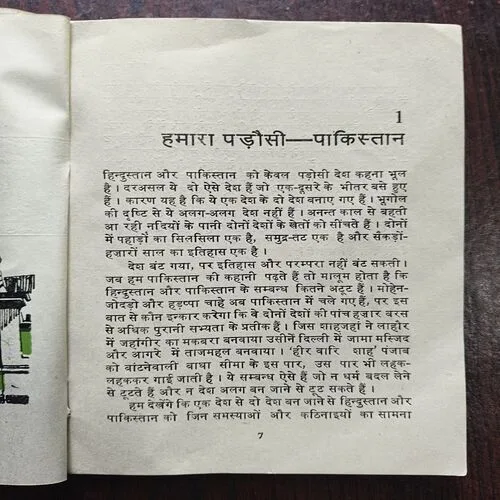 1
हमारा पड़ौसी—पाकिस्तान
हिन्दुस्तान और पाकिस्तान को केवल पड़ोसी देश कहना भूल
है । दरअसल ये दो ऐसे देश हैं जो एक-दूसरे के भीतर बसे हुए
हैं । कारण यह है कि ये एक देश के दो देश बनाए गए हैं । भूगोल
की दृष्टि से ये अलग-अलग देश नहीं हैं । अनन्त काल से बहती
आ रही नदियों के पानी दोनों देशों के खेतों को सींचते हैं । दोनों
में पहाड़ों का सिलसिला एक है, समुद्र-तट एक है और सैंकड़ों-
हजारों साल का इतिहास एक है ।
देश बंट गया, पर इतिहास और परम्परा नहीं बंट सकती ।
जब हम पाकिस्तान की कहानी पढ़ते हैं तो मालूम होता है कि
हिन्दुस्तान और पाकिस्तान के सम्बन्ध कितने अटूट हैं । मोहेन-
जोदड़ो और हड़प्पा चाहे अब पाकिस्तान में चले गए हैं, पर इस
बात से कौन इन्कार करेगा कि वे दोनों देशों की पांच हजार बरस
से अधिक पुरानी सभ्यता के प्रतीक हैं । जिस शाहजहां ने लाहौर
में जहांगीर का मकबरा बनवाया उसीने दिल्ली में जामा मस्जिद
और आगरे में ताजमहल बनवाया । 'हीर वारि शाह' पंजाब
को बांटनेवाली बाघा सीमा के इस पार, उस पार भी लहक-
लहककर गाई जाती है । ये सम्बन्ध ऐसे हैं जो न धर्म बदल लेने
से टूटते हैं और न देश अलग बन जाने से टूट सकते हैं ।
हम देखेंगे कि एक देश से दो देश बन जाने से हिन्दुस्तान और
पाकिस्तान को जिन समस्याओं और कठिनाइयों का सामना
7